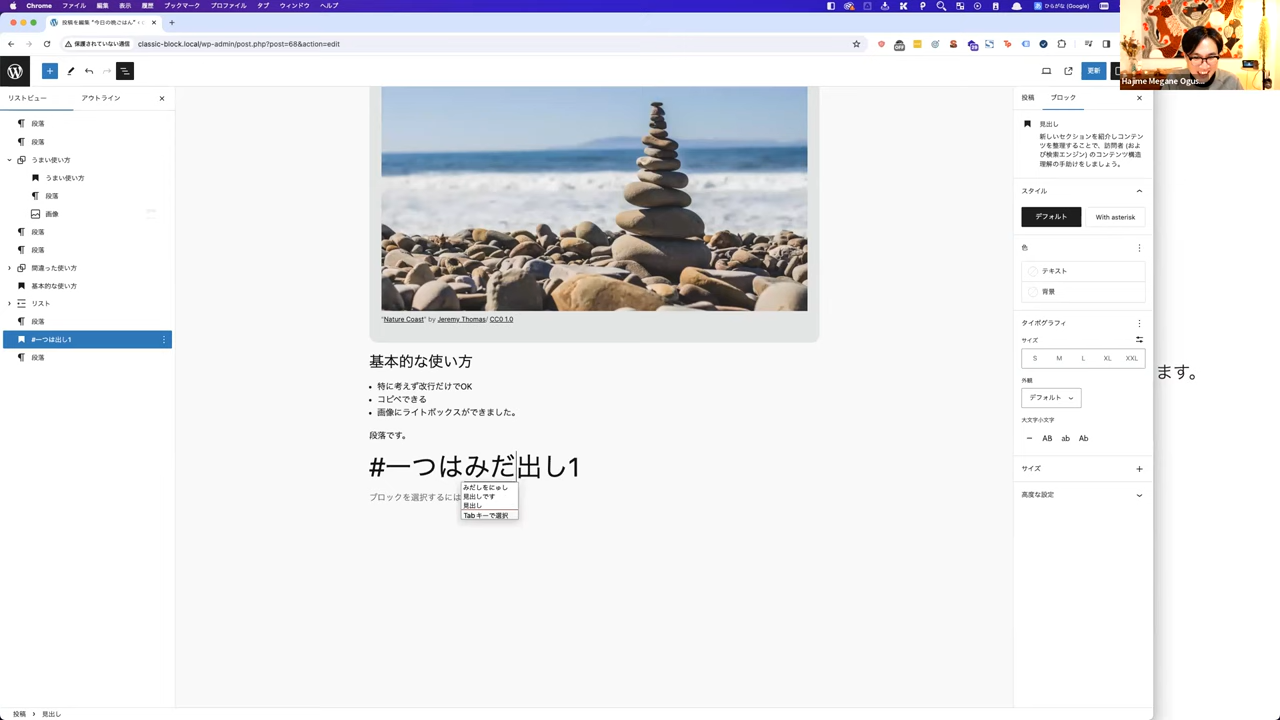 Chrome ファイル 編集 表示 履歴 ブックマーク プロファイル タブ ウィンドウ ヘルプ ひらがな (Google)
投稿を編集 "今日の晩ごはん" ‹ 
保護されていない通信 classic-block.local/wp-admin/post.php?post=68&action=edit
更新
Hajime Megane Ogus...
リストビュー アウトライン
段落
段落
うまい使い方
うまい使い方
段落
画像
段落
段落
間違った使い方
基本的な使い方
リスト
段落
#一つは出し1
段落
"Nature Coast" by Jeremy Thomas/ CC0 1.0
基本的な使い方
特に考えず改行だけでOK
コピペできる
画像にライトボックスができました。
段落です。
#一つはみだ出し1
ブロックを選択するには
みだしをにゅし
見出しです
見出し
Tabキーで選択
投稿 ブロック
見出し
新しいセクションを紹介しコンテン
ツを整理することで、訪問者 (およ
び検索エンジン) のコンテンツ構造
理解の手助けをしましょう。
スタイル
デフォルト With asterisk
色
テキスト
背景
タイポグラフィ
サイズ
S M L XL XXL
外観
デフォルト
大文字小文字
– AB ab Ab
サイズ
高度な設定
ます。
投稿 › 見出し